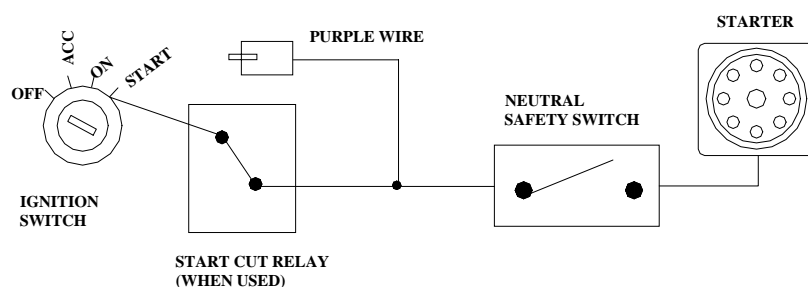 STARTER
PURPLE WIRE
ACC
ON
START
OFF
NEUTRAL
SAFETY SWITCH
IGNITION
SWITCH
START CUT RELAY
(WHEN USED)